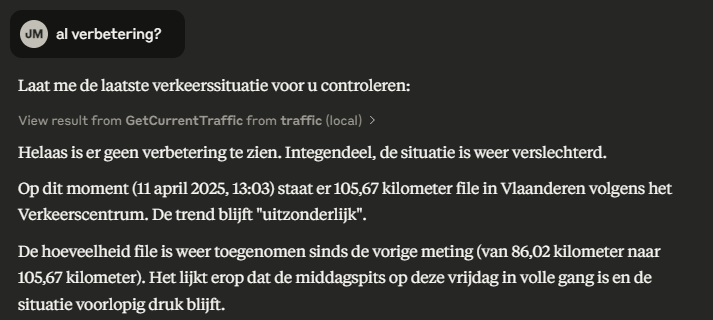 JM al verbetering?
Laat me de laatste verkeerssituatie voor u controleren:
View result from GetCurrentTraffic from traffic (local) >
Helaas is er geen verbetering te zien. Integendeel, de situatie is weer verslechterd.
Op dit moment (11 april 2025, 13:03) staat er 105,67 kilometer file in Vlaanderen volgens het
Verkeerscentrum. De trend blijft "uitzonderlijk".
De hoeveelheid file is weer toegenomen sinds de vorige meting (van 86,02 kilometer naar
105,67 kilometer). Het lijkt erop dat de middagspits op deze vrijdag in volle gang is en de
situatie voorlopig druk blijft.